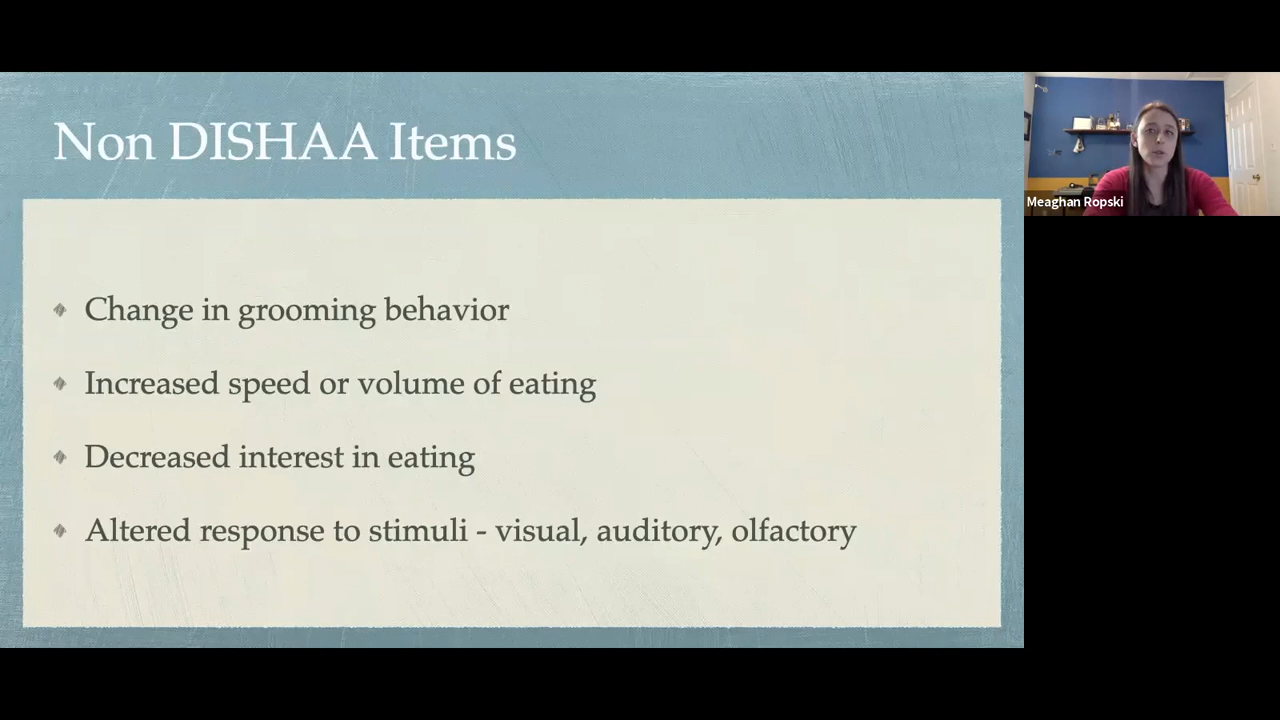 Non DISHAA Items
Change in grooming behavior
Increased speed or volume of eating
Decreased interest in eating
Altered response to stimuli - visual, auditory, olfactory
Meaghan Ropski